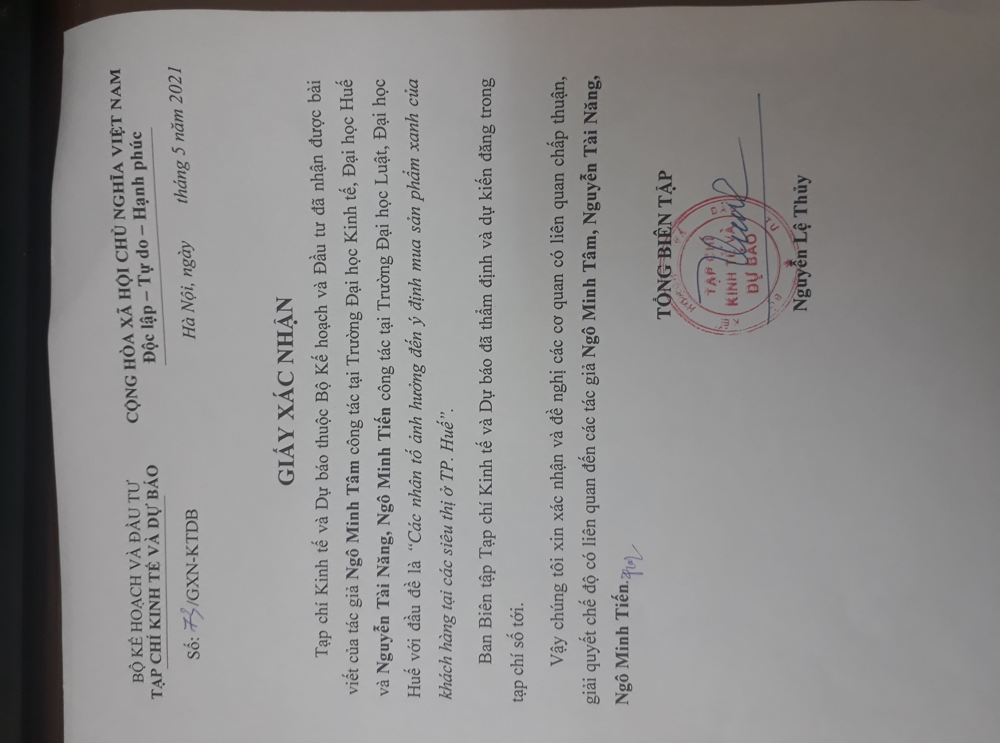 BỘ KẾ HOẠCH VÀ ĐẦU TƯ
TẠP CHÍ KINH TẾ VÀ DỰ BÁO
Số: 73/GXN-KTDB
CỘNG HÒA XÃ HỘI CHỦ NGHĨA VIỆT NAM
Độc lập – Tự do – Hạnh phúc
Hà Nội, ngày tháng 5 năm 2021
GIẤY XÁC NHẬN
Tạp chí Kinh tế và Dự báo thuộc Bộ Kế hoạch và Đầu tư đã nhận được bài
viết của tác giả Ngô Minh Tâm công tác tại Trường Đại học Kinh tế, Đại học Huế
và Nguyễn Tài Năng, Ngô Minh Tiến công tác tại Trường Đại học Luật, Đại học
Huế với đầu đề là “Các nhân tố ảnh hưởng đến ý định mua sản phẩm xanh của
khách hàng tại các siêu thị ở TP. Huế”.
Ban Biên tập Tạp chí Kinh tế và Dự báo đã thẩm định và dự kiến đăng trong
tạp chí số tới.
Vậy chúng tôi xin xác nhận và đề nghị các cơ quan có liên quan chấp thuận,
giải quyết chế độ có liên quan đến các tác giả Ngô Minh Tâm, Nguyễn Tài Năng,
Ngô Minh Tiến.
TỔNG BIÊN TẬP
TẠP CHÍ
KINH TẾ VÀ
DỰ BÁO
Nguyễn Lệ Thủy